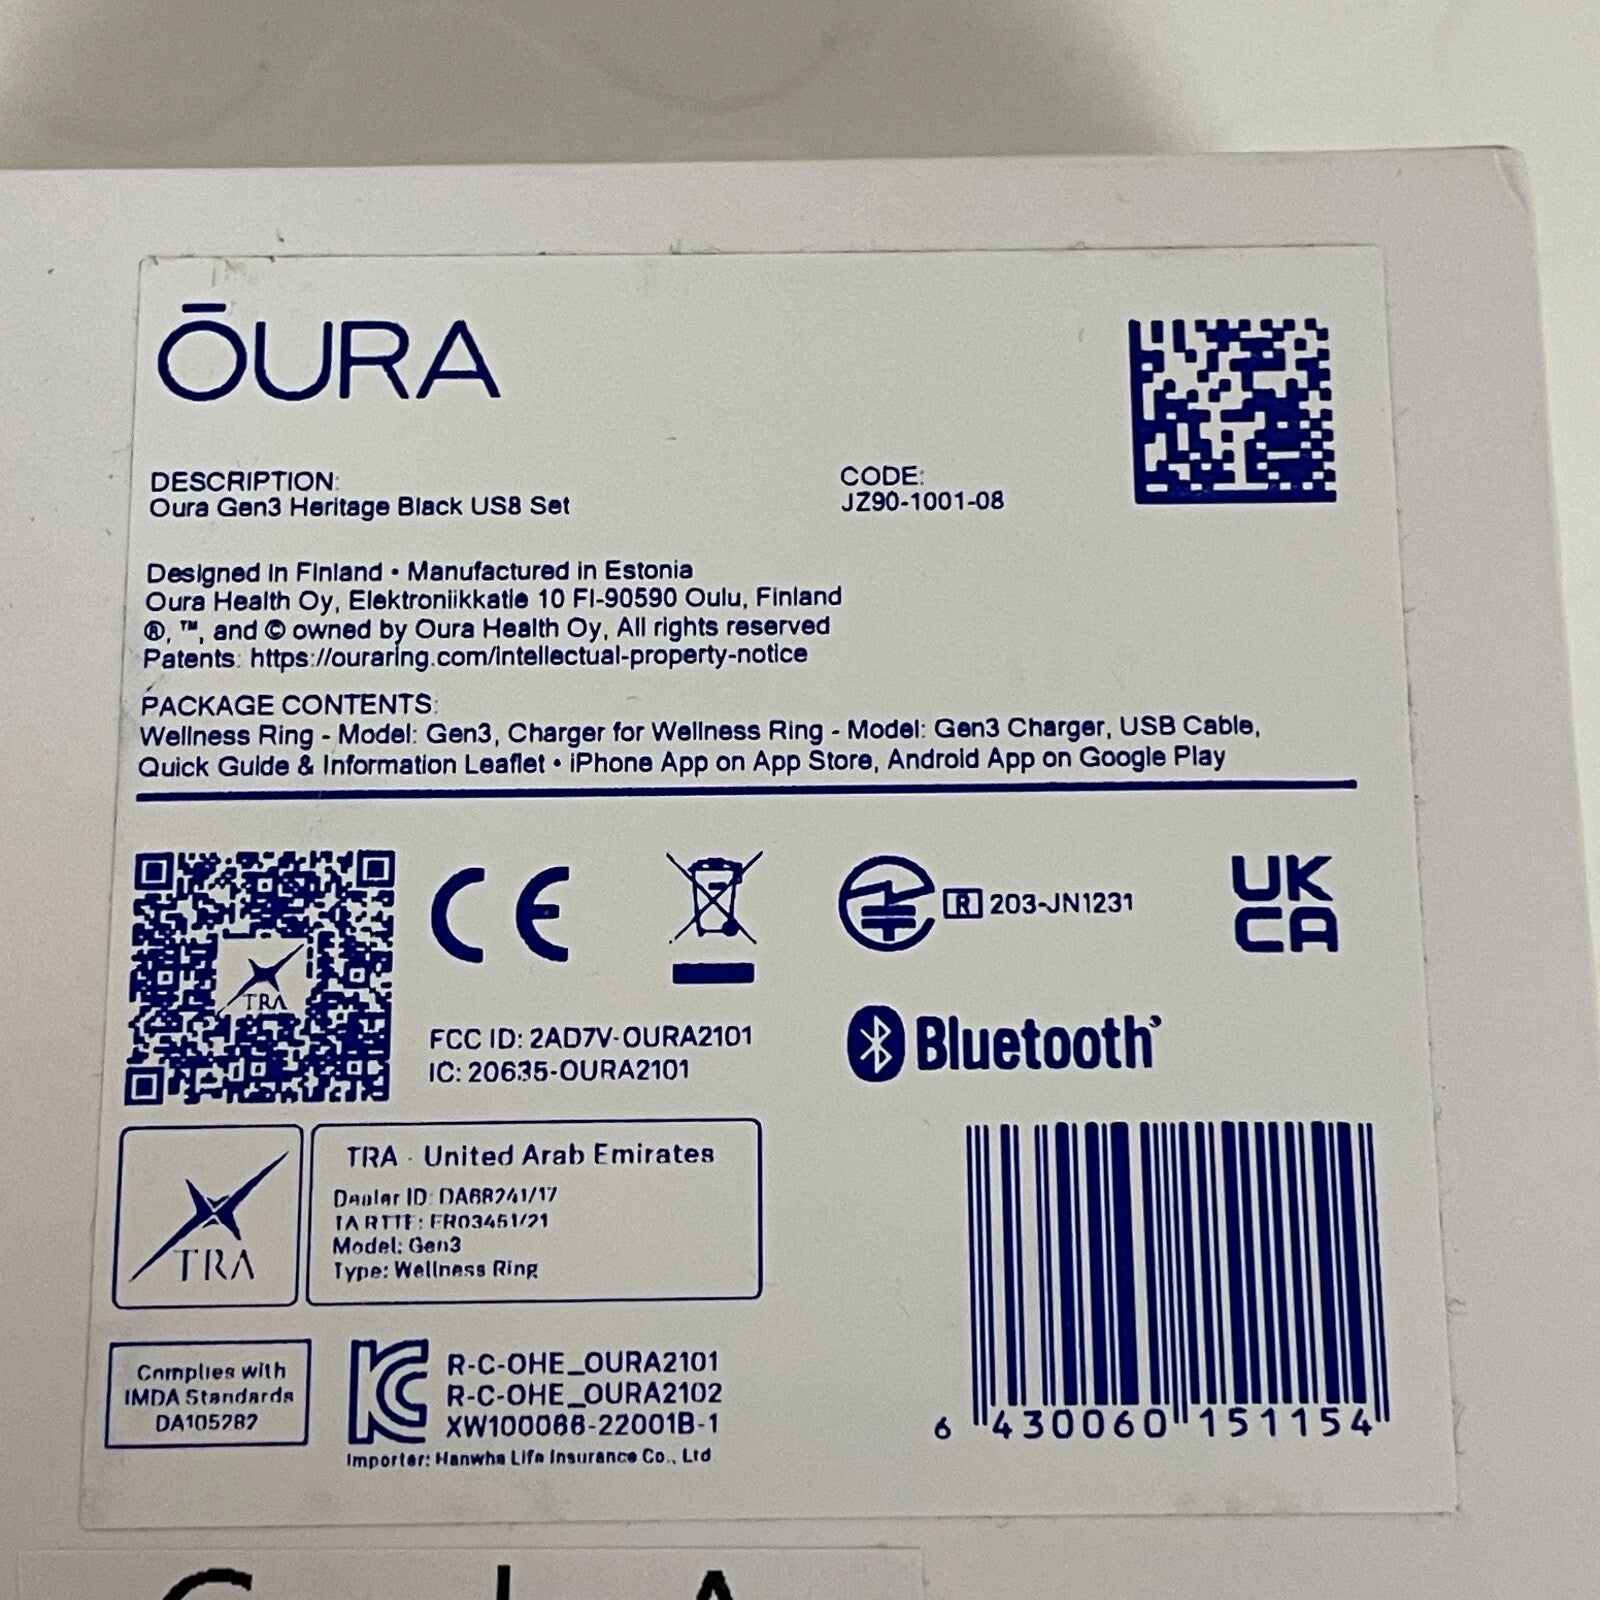 ŌURA
DESCRIPTION:
Oura Gen3 Heritage Black US8 Set
CODE:
JZ90-1001-08
Designed in Finland • Manufactured in Estonia
Oura Health Oy, Elektroniikkatie 10 FI-90590 Oulu, Finland
®, ™, and © owned by Oura Health Oy, All rights reserved
Patents: https://ouraring.com/intellectual-property-notice
PACKAGE CONTENTS:
Wellness Ring - Model: Gen3, Charger for Wellness Ring - Model: Gen3 Charger, USB Cable,
Quick Guide & Information Leaflet • iPhone App on App Store, Android App on Google Play
TRA
CE
R 203-JN1231
UK
CA
FCC ID: 2AD7V-OURA2101
IC: 20635-OURA2101
Bluetooth®
TRA
TRA - United Arab Emirates
Dealer ID: DA68241/17
TA RTTE: ER03451/21
Model: Gen3
Type: Wellness Ring
Complies with
IMDA Standards
DA105282
R-C-OHE_OURA2101
R-C-OHE_OURA2102
XW100066-22001B-1
Importer: Hanwha Life Insurance Co., Ltd
6 430060 151154